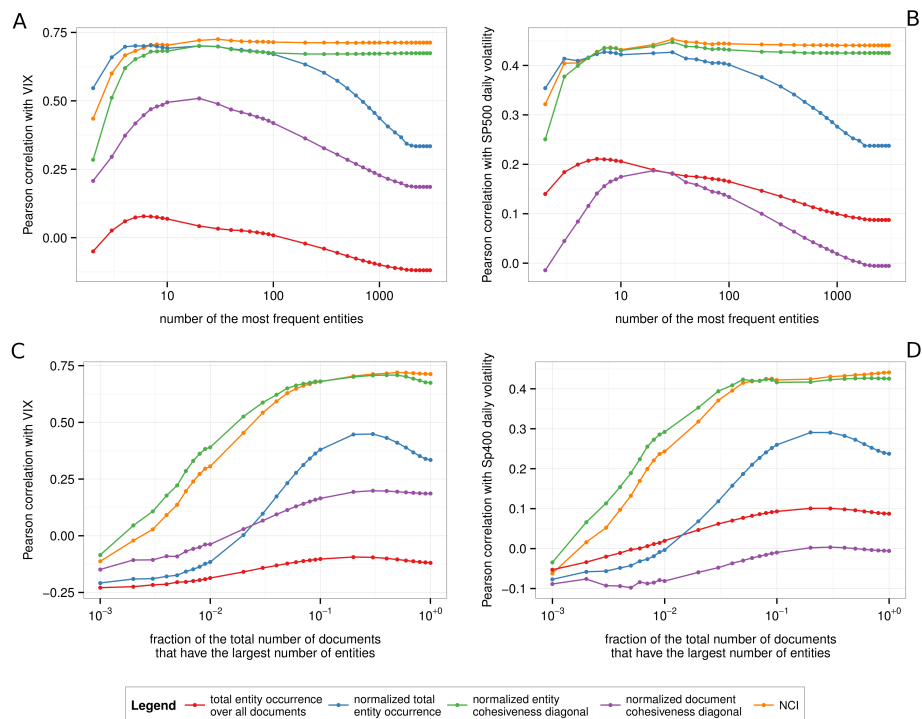 A
B
Pearson correlation with VIX
0.75
0.50
0.25
0.00
10
100
1000
number of the most frequent entities
Pearson correlation with SP500 daily volatility
0.4
0.3
0.2
0.1
0.0
10
100
1000
number of the most frequent entities
C
D
Pearson correlation with VIX
0.75
0.50
0.25
0.00
−0.25
10⁻³
10⁻²
10⁻¹
10⁺⁰
fraction of the total number of documents
that have the largest number of entities
Pearson correlation with Sp400 daily volatility
0.4
0.3
0.2
0.1
0.0
−0.1
10⁻³
10⁻²
10⁻¹
10⁺⁰
fraction of the total number of documents
that have the largest number of entities
Legend
total entity occurrence
over all documents
normalized total
entity occurrence
normalized entity
cohesiveness diagonal
normalized document
cohesiveness diagonal
NCI